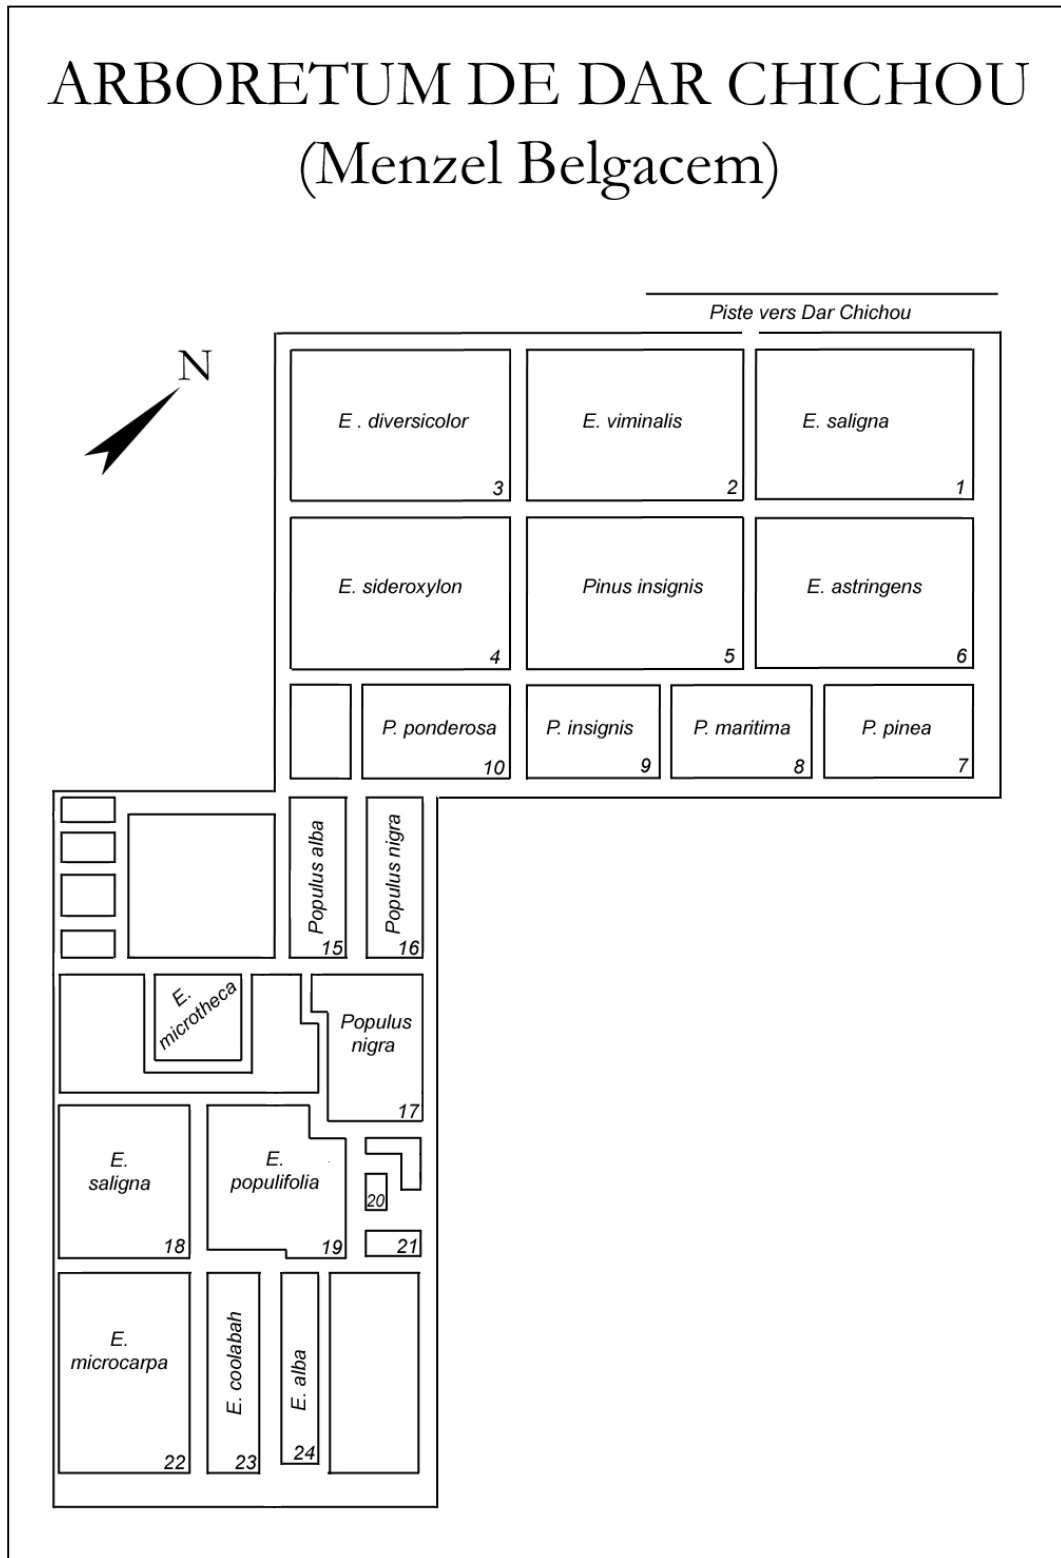 ARBORETUM DE DAR CHICHOU
(Menzel Belgacem)
Piste vers Dar Chichou
N
E . diversicolor
3
E. viminalis
2
E. saligna
1
E. sideroxylon
4
Pinus insignis
5
E. astringens
6
P. ponderosa
10
P. insignis
9
P. maritima
8
P. pinea
7
Populus alba
15
Populus nigra
16
E.
microtheca
Populus
nigra
17
E.
saligna
18
E.
populifolia
19
20
21
E.
microcarpa
22
E. coolabah
23
E. alba
24